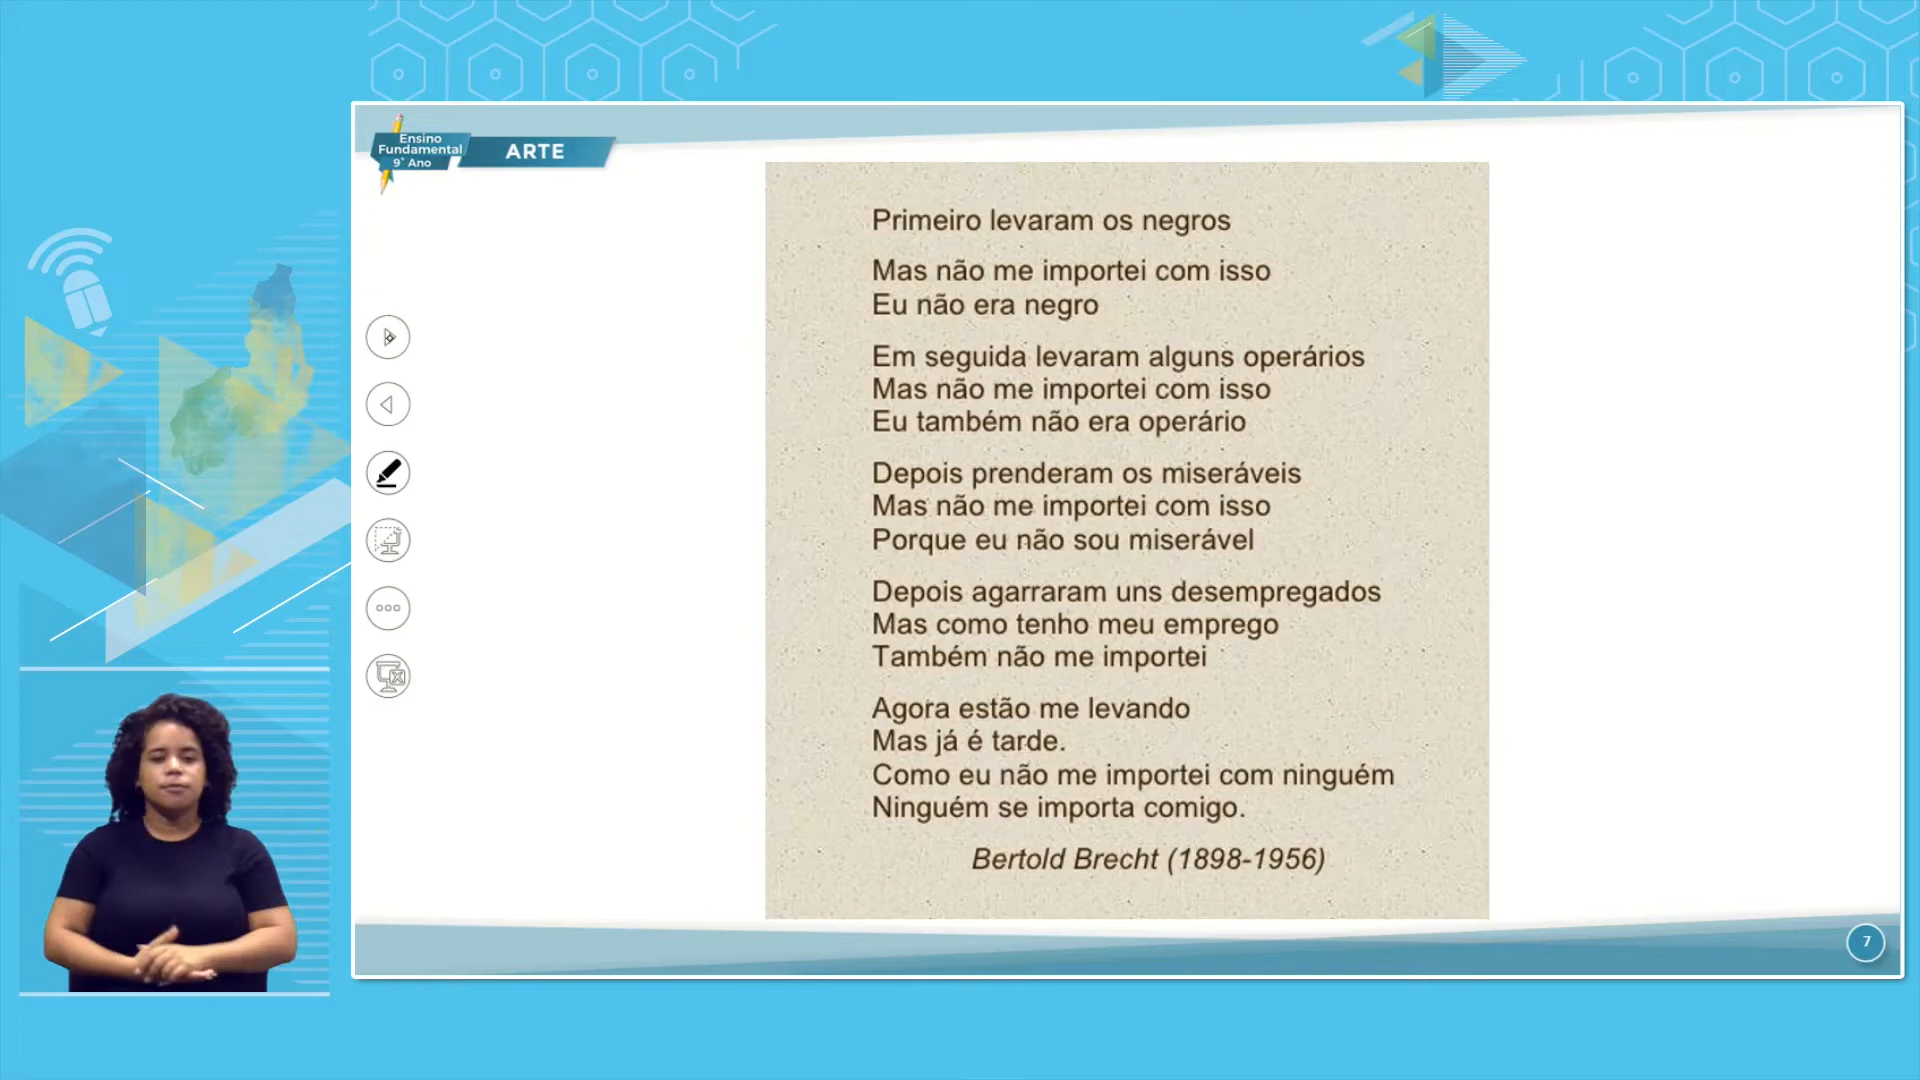 Ensino
Fundamental
9° Ano
ARTE
Primeiro levaram os negros
Mas não me importei com isso
Eu não era negro
Em seguida levaram alguns operários
Mas não me importei com isso
Eu também não era operário
Depois prenderam os miseráveis
Mas não me importei com isso
Porque eu não sou miserável
Depois agarraram uns desempregados
Mas como tenho meu emprego
Também não me importei
Agora estão me levando
Mas já é tarde.
Como eu não me importei com ninguém
Ninguém se importa comigo.
Bertold Brecht (1898-1956)
7